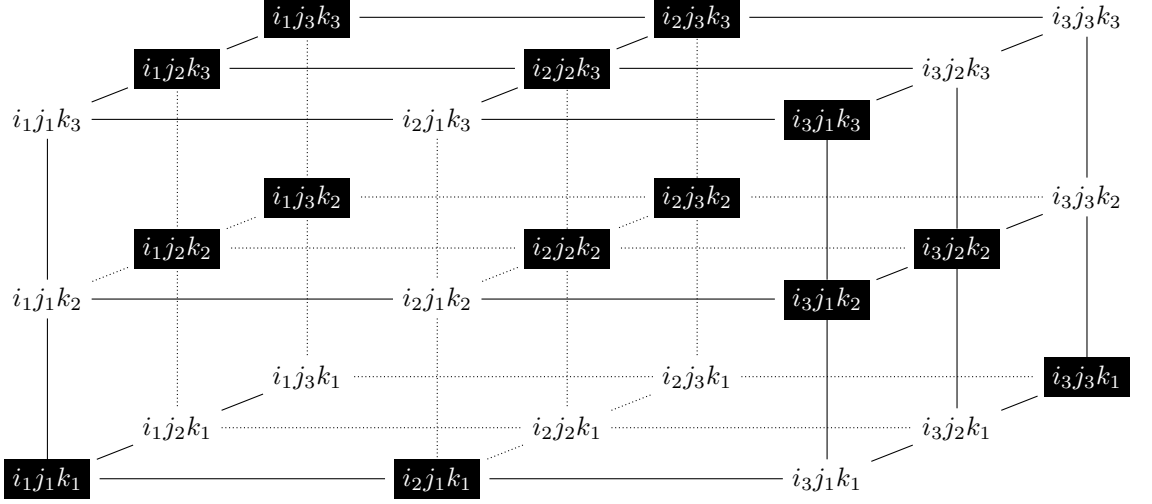 i₁j₃k₃ i₂j₃k₃ i₃j₃k₃
i₁j₂k₃ i₂j₂k₃ i₃j₂k₃
i₁j₁k₃ i₂j₁k₃ i₃j₁k₃
i₁j₃k₂ i₂j₃k₂ i₃j₃k₂
i₁j₂k₂ i₂j₂k₂ i₃j₂k₂
i₁j₁k₂ i₂j₁k₂ i₃j₁k₂
i₁j₃k₁ i₂j₃k₁ i₃j₃k₁
i₁j₂k₁ i₂j₂k₁ i₃j₂k₁
i₁j₁k₁ i₂j₁k₁ i₃j₁k₁